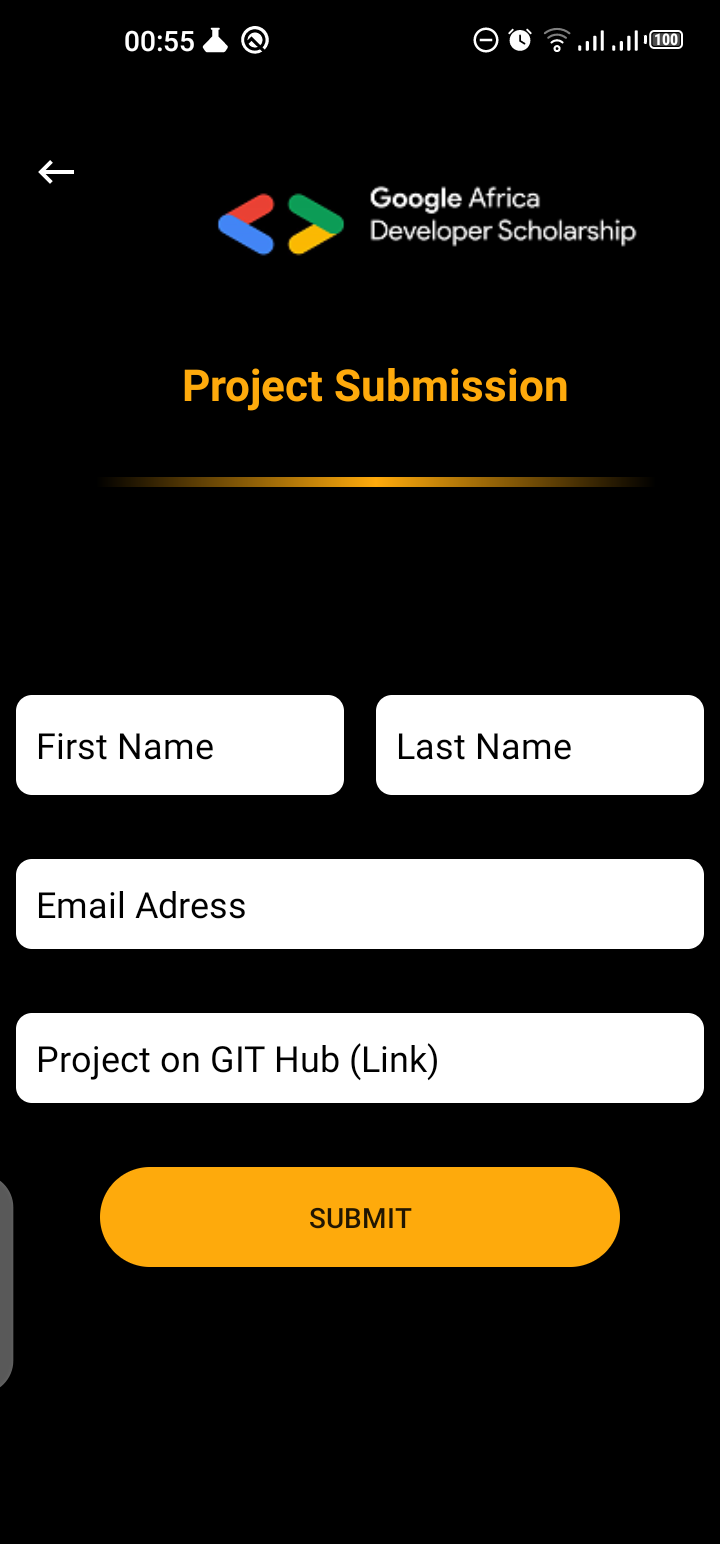 00:55
100
Google Africa
Developer Scholarship
Project Submission
First Name
Last Name
Email Adress
Project on GIT Hub (Link)
SUBMIT